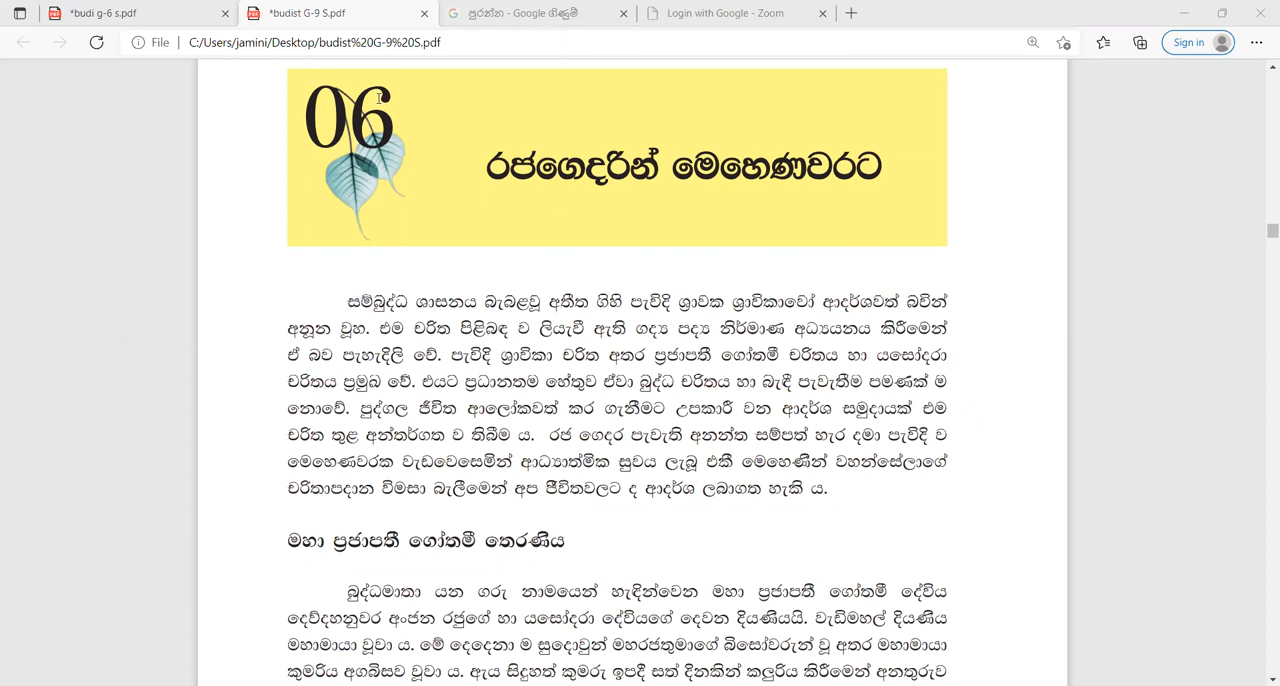 *budi g-6 s.pdf
*budist G-9 S.pdf
පුරන්න - Google ගිණුම්
Login with Google - Zoom
File
C:/Users/jamini/Desktop/budist%20G-9%20S.pdf
Sign in
06
රජගෙදරින් මෙහෙණවරට
සම්බුද්ධ ශාසනය බැබළවූ අතීත ගිහි පැවිදි ශ්‍රාවක ශ්‍රාවිකාවෝ ආදර්ශවත් බවින්
අනූන වූහ. එම චරිත පිළිබඳ ව ලියැවී ඇති ගද්‍ය පද්‍ය නිර්මාණ අධ්‍යයනය කිරීමෙන්
ඒ බව පැහැදිලි වේ. පැවිදි ශ්‍රාවිකා චරිත අතර ප්‍රජාපතී ගෝතමී චරිතය හා යසෝදරා
චරිතය ප්‍රමුඛ වේ. එයට ප්‍රධානතම හේතුව ඒවා බුද්ධ චරිතය හා බැඳී පැවැතීම පමණක් ම
නොවේ. පුද්ගල ජීවිත ආලෝකවත් කර ගැනීමට උපකාරී වන ආදර්ශ සමුදායක් එම
චරිත තුළ අන්තර්ගත ව තිබීම ය. රජ ගෙදර පැවැති අනන්ත සම්පත් හැර දමා පැවිදි ව
මෙහෙණවරක වැඩවෙසෙමින් ආධ්‍යාත්මික සුවය ලැබූ එකී මෙහෙණින් වහන්සේලාගේ
චරිතාපදාන විමසා බැලීමෙන් අප ජීවිතවලට ද ආදර්ශ ලබාගත හැකි ය.
මහා ප්‍රජාපතී ගෝතමී තෙරණිය
බුද්ධමාතා යන ගරු නාමයෙන් හැඳින්වෙන මහා ප්‍රජාපතී ගෝතමී දේවිය
දෙව්දහනුවර අංජන රජුගේ හා යසෝදරා දේවියගේ දෙවන දියණියයි. වැඩිමහල් දියණිය
මහාමායා වූවා ය. මේ දෙදෙනා ම සුදොවුන් මහරජතුමාගේ බිසෝවරුන් වූ අතර මහාමායා
කුමරිය අගබිසව වූවා ය. ඇය සිදුහත් කුමරු ඉපදී සත් දිනකින් කලුරිය කිරීමෙන් අනතුරුව